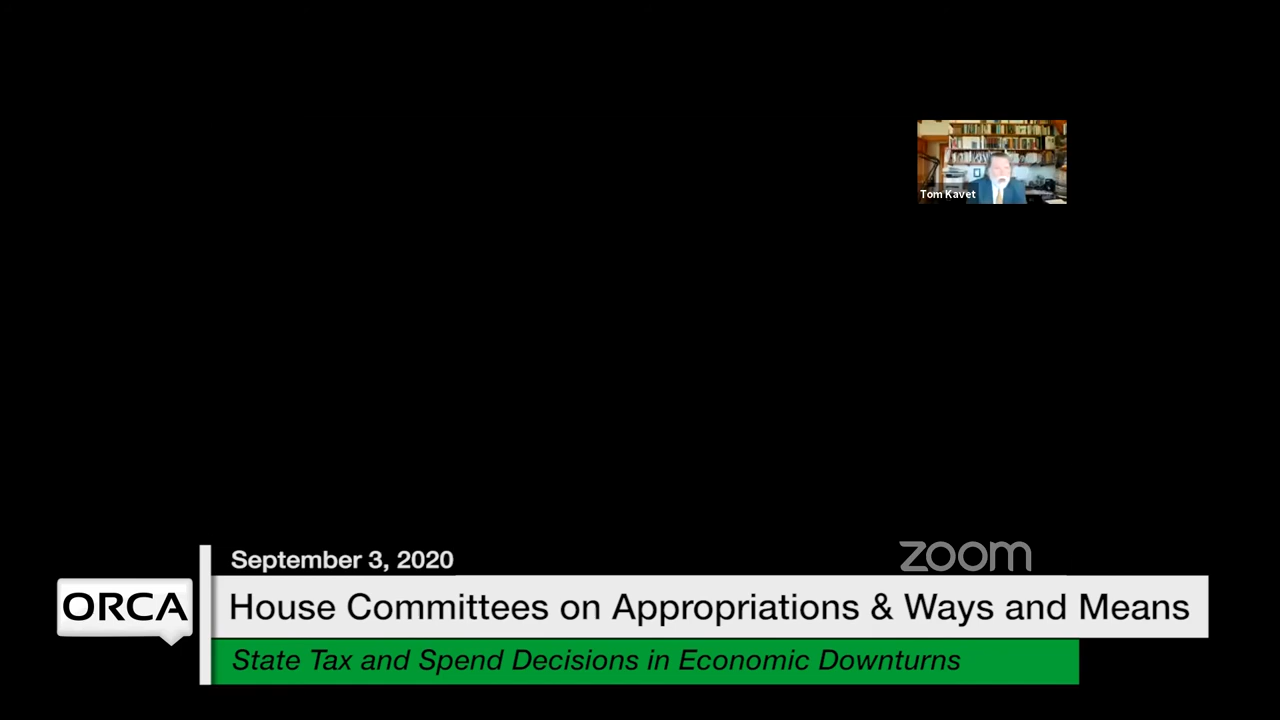 Tom Kavet
September 3, 2020
zoom
ORCA
House Committees on Appropriations & Ways and Means
State Tax and Spend Decisions in Economic Downturns